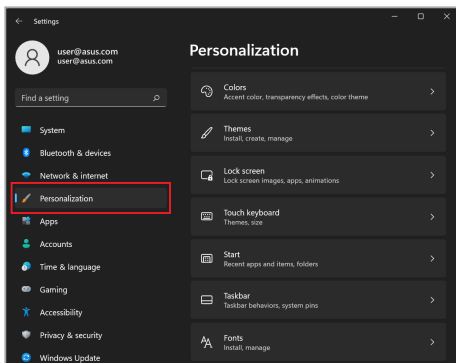 Settings
user@asus.com
user@asus.com
Find a setting
System
Bluetooth & devices
Network & internet
Personalization
Apps
Accounts
Time & language
Gaming
Accessibility
Privacy & security
Windows Update
Personalization
Colors
Accent color, transparency effects, color theme
Themes
Install, create, manage
Lock screen
Lock screen images, apps, animations
Touch keyboard
Themes, size
Start
Recent apps and items, folders
Taskbar
Taskbar behaviors, system pins
Fonts
Install, manage